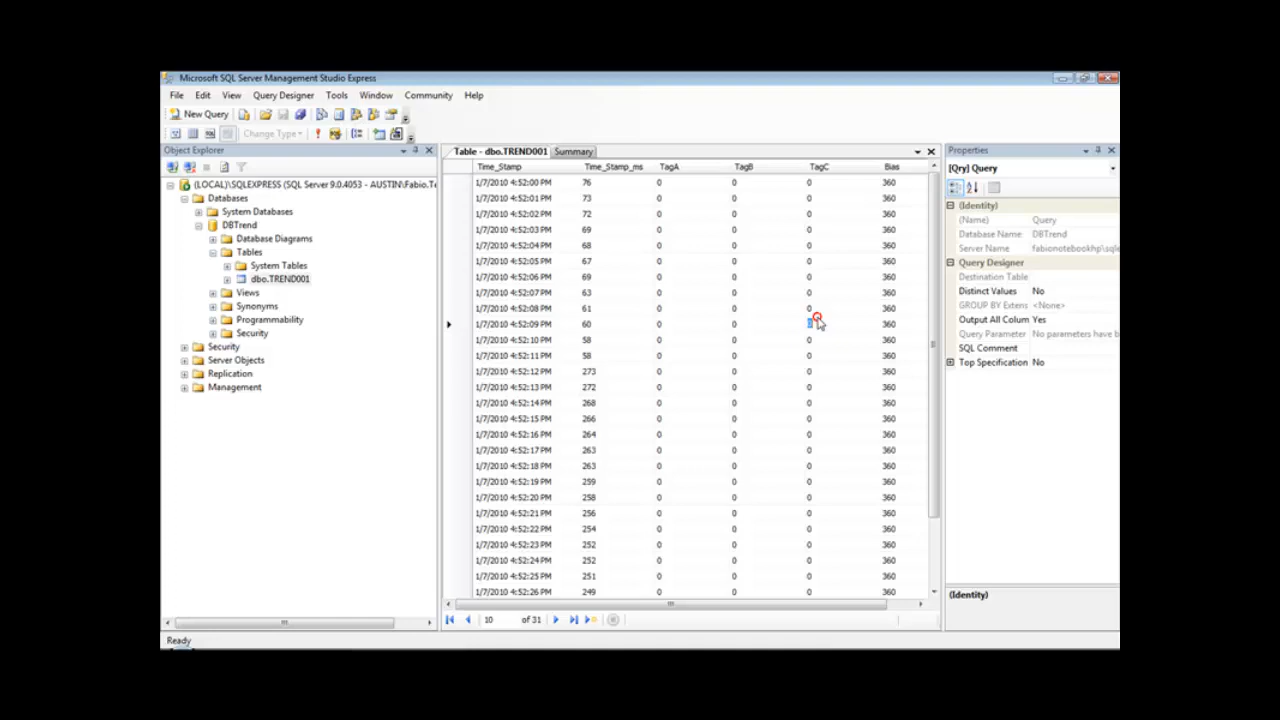 Microsoft SQL Server Management Studio Express
File Edit View Query Designer Tools Window Community Help
New Query
Change Type
Object Explorer
(LOCAL)\SQLEXPRESS (SQL Server 9.0.4053 - AUSTIN\Fabio.Te
Databases
System Databases
DBTrend
Database Diagrams
Tables
System Tables
dbo.TREND001
Views
Synonyms
Programmability
Security
Security
Server Objects
Replication
Management
Table - dbo.TREND001 Summary
Time_Stamp Time_Stamp_ms TagA TagB TagC Bias
1/7/2010 4:52:00 PM 76 0 0 0 360
1/7/2010 4:52:01 PM 73 0 0 0 360
1/7/2010 4:52:02 PM 72 0 0 0 360
1/7/2010 4:52:03 PM 69 0 0 0 360
1/7/2010 4:52:04 PM 68 0 0 0 360
1/7/2010 4:52:05 PM 67 0 0 0 360
1/7/2010 4:52:06 PM 69 0 0 0 360
1/7/2010 4:52:07 PM 63 0 0 0 360
1/7/2010 4:52:08 PM 61 0 0 0 360
1/7/2010 4:52:09 PM 60 0 0 0 360
1/7/2010 4:52:10 PM 58 0 0 0 360
1/7/2010 4:52:11 PM 58 0 0 0 360
1/7/2010 4:52:12 PM 273 0 0 0 360
1/7/2010 4:52:13 PM 272 0 0 0 360
1/7/2010 4:52:14 PM 268 0 0 0 360
1/7/2010 4:52:15 PM 266 0 0 0 360
1/7/2010 4:52:16 PM 264 0 0 0 360
1/7/2010 4:52:17 PM 263 0 0 0 360
1/7/2010 4:52:18 PM 263 0 0 0 360
1/7/2010 4:52:19 PM 259 0 0 0 360
1/7/2010 4:52:20 PM 258 0 0 0 360
1/7/2010 4:52:21 PM 256 0 0 0 360
1/7/2010 4:52:22 PM 254 0 0 0 360
1/7/2010 4:52:23 PM 252 0 0 0 360
1/7/2010 4:52:24 PM 252 0 0 0 360
1/7/2010 4:52:25 PM 251 0 0 0 360
1/7/2010 4:52:26 PM 249 0 0 0 360
10 of 31
Properties
[Qry] Query
(Identity)
(Name) Query
Database Name DBTrend
Server Name fabionotebookhp\sqle
Query Designer
Destination Table
Distinct Values No
GROUP BY Extens <None>
Output All Colum Yes
Query Parameter No parameters have b
SQL Comment
Top Specification No
(Identity)
Ready